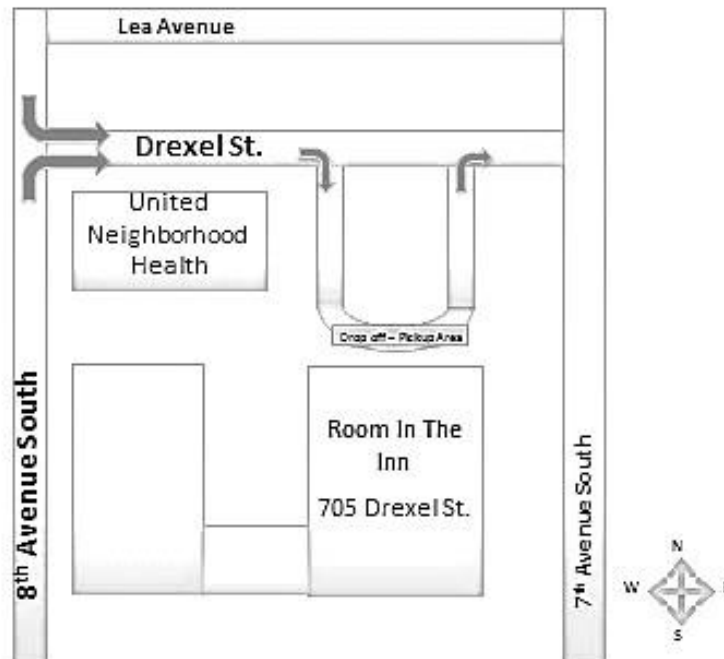 Lea Avenue
Drexel St.
United
Neighborhood
Health
Drop off – Pickup Area
8th Avenue South
Room In The
Inn
705 Drexel St.
7th Avenue South
N
W
S